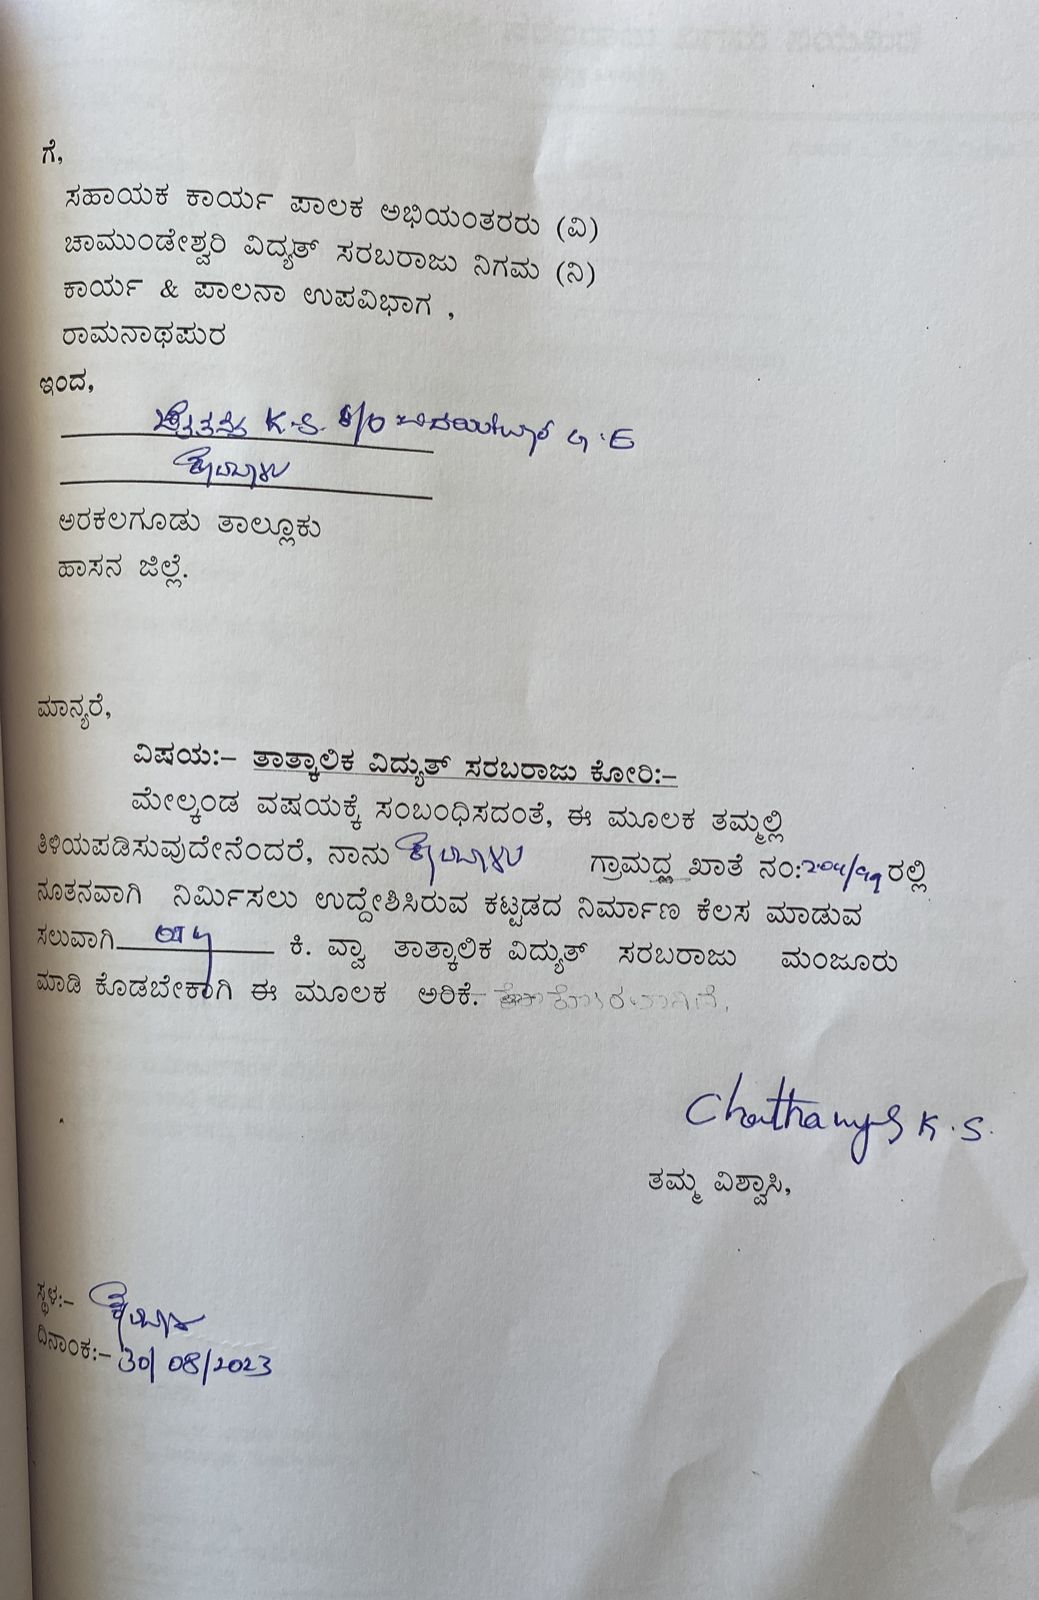 ಗೆ,
ಸಹಾಯಕ ಕಾರ್ಯ ಪಾಲಕ ಅಭಿಯಂತರರು (ವಿ)
ಚಾಮುಂಡೇಶ್ವರಿ ವಿದ್ಯತ್ ಸರಬರಾಜು ನಿಗಮ (ನಿ)
ಕಾರ್ಯ & ಪಾಲನಾ ಉಪವಿಭಾಗ ,
ರಾಮನಾಥಪುರ
ಇಂದ,
K.S. S/O
ಅರಕಲಗೂಡು ತಾಲ್ಲೂಕು
ಹಾಸನ ಜಿಲ್ಲೆ.
ಮಾನ್ಯರೆ,
ವಿಷಯ:– ತಾತ್ಕಾಲಿಕ ವಿದ್ಯುತ್ ಸರಬರಾಜು ಕೋರಿ:–
ಮೇಲ್ಕಂಡ ವಷಯಕ್ಕೆ ಸಂಬಂಧಿಸದಂತೆ, ಈ ಮೂಲಕ ತಮ್ಮಲ್ಲಿ
ತಿಳಿಯಪಡಿಸುವುದೇನೆಂದರೆ, ನಾನು ಗ್ರಾಮದ್ಲ ಖಾತೆ ನಂ: ರಲ್ಲಿ
ನೂತನವಾಗಿ ನಿರ್ಮಿಸಲು ಉದ್ದೇಶಿಸಿರುವ ಕಟ್ಟಡದ ನಿರ್ಮಾಣ ಕೆಲಸ ಮಾಡುವ
ಸಲುವಾಗಿ ಕಿ. ವ್ಯಾ ತಾತ್ಕಾಲಿಕ ವಿದ್ಯುತ್ ಸರಬರಾಜು ಮಂಜೂರು
ಮಾಡಿ ಕೊಡಬೇಕಾಗಿ ಈ ಮೂಲಕ ಅರಿಕೆ.
Chaithanya K.S.
ತಮ್ಮ ವಿಶ್ವಾಸಿ,
ಸ್ಥಳ:–
ದಿನಾಂಕ:– 30/08/2023